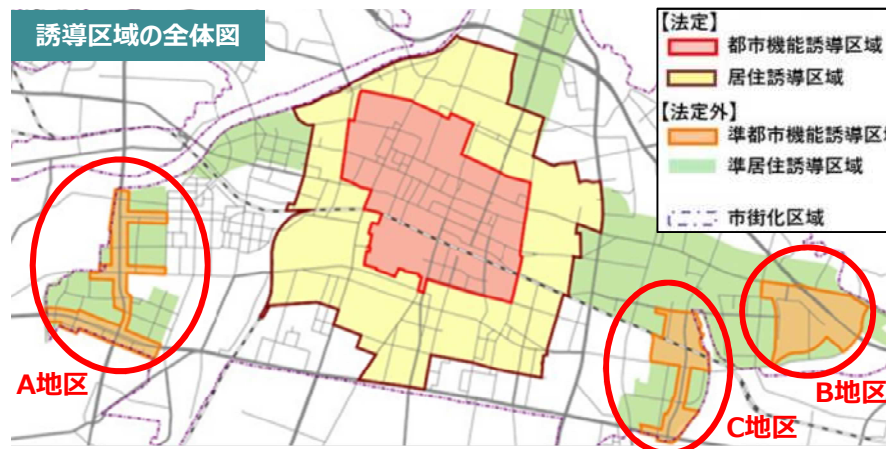 誘導区域の全体図
【法定】
都市機能誘導区域
居住誘導区域
【法定外】
準都市機能誘導区
準居住誘導区域
市街化区域
A地区
B地区
C地区